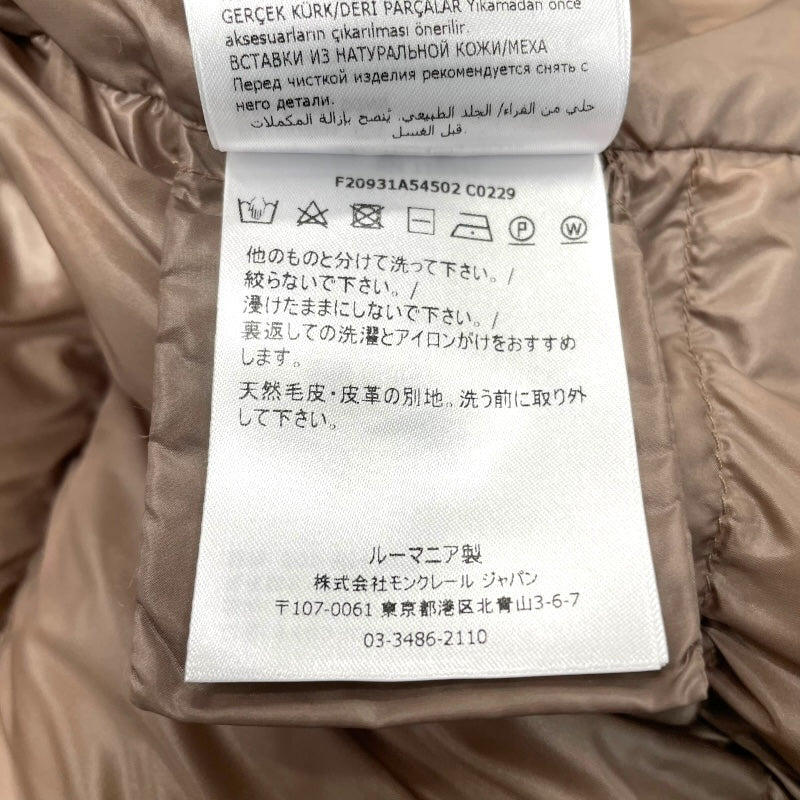 GERÇEK KÜRK/DERİ PARÇALAR Yıkamadan önce
aksesuarların çıkarılması önerilir.
ВСТАВКИ ИЗ НАТУРАЛЬНОЙ КОЖИ/МЕХА
Перед чисткой изделия рекомендуется снять с
него детали.
حلي من الفراء/ الجلد الطبيعي. يُنصح بإزالة المكملات
قبل الغسل.
F20931A54502 C0229
P W
他のものと分けて洗って下さい。/
絞らないで下さい。/
浸けたままにしないで下さい。/
裏返しての洗濯とアイロンがけをおすすめ
します。
天然毛皮・皮革の別地。洗う前に取り外
して下さい。
ルーマニア製
株式会社モンクレール ジャパン
〒107-0061 東京都港区北青山3-6-7
03-3486-2110